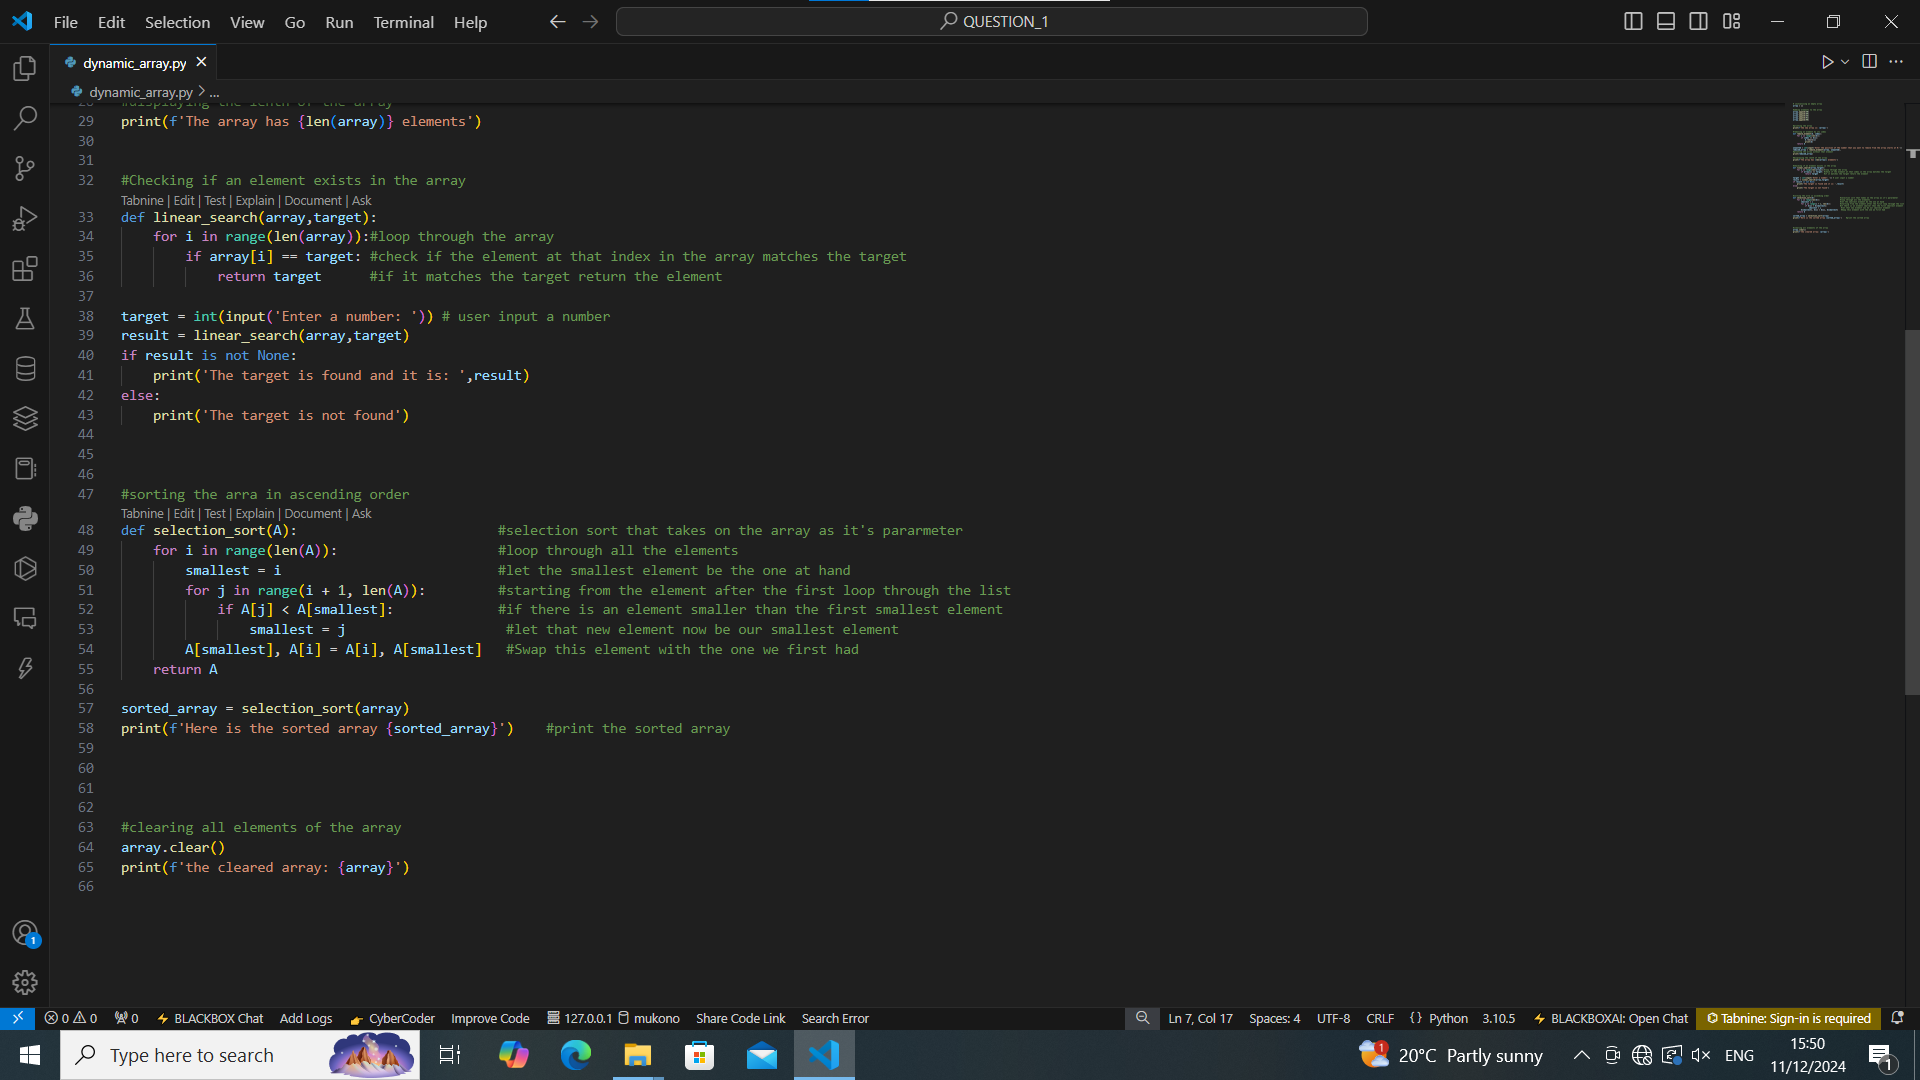 File Edit Selection View Go Run Terminal Help
QUESTION_1
dynamic_array.py
dynamic_array.py > ...
28 #displaying the lenth of the array
29 print(f'The array has {len(array)} elements')
30
31
32 #Checking if an element exists in the array
Tabnine | Edit | Test | Explain | Document | Ask
33 def linear_search(array,target):
34 for i in range(len(array)):#loop through the array
35 if array[i] == target: #check if the element at that index in the array matches the target
36 return target #if it matches the target return the element
37
38 target = int(input('Enter a number: ')) # user input a number
39 result = linear_search(array,target)
40 if result is not None:
41 print('The target is found and it is: ',result)
42 else:
43 print('The target is not found')
44
45
46
47 #sorting the arra in ascending order
Tabnine | Edit | Test | Explain | Document | Ask
48 def selection_sort(A): #selection sort that takes on the array as it's pararmeter
49 for i in range(len(A)): #loop through all the elements
50 smallest = i #let the smallest element be the one at hand
51 for j in range(i + 1, len(A)): #starting from the element after the first loop through the list
52 if A[j] < A[smallest]: #if there is an element smaller than the first smallest element
53 smallest = j #let that new element now be our smallest element
54 A[smallest], A[i] = A[i], A[smallest] #Swap this element with the one we first had
55 return A
56
57 sorted_array = selection_sort(array)
58 print(f'Here is the sorted array {sorted_array}') #print the sorted array
59
60
61
62
63 #clearing all elements of the array
64 array.clear()
65 print(f'the cleared array: {array}')
66
1
0 0 0 BLACKBOX Chat Add Logs CyberCoder Improve Code 127.0.0.1 mukono Share Code Link Search Error Ln 7, Col 17 Spaces: 4 UTF-8 CRLF {} Python 3.10.5 BLACKBOXAI: Open Chat Tabnine: Sign-in is required
Type here to search 1 20°C Partly sunny ENG 15:50
11/12/2024 1